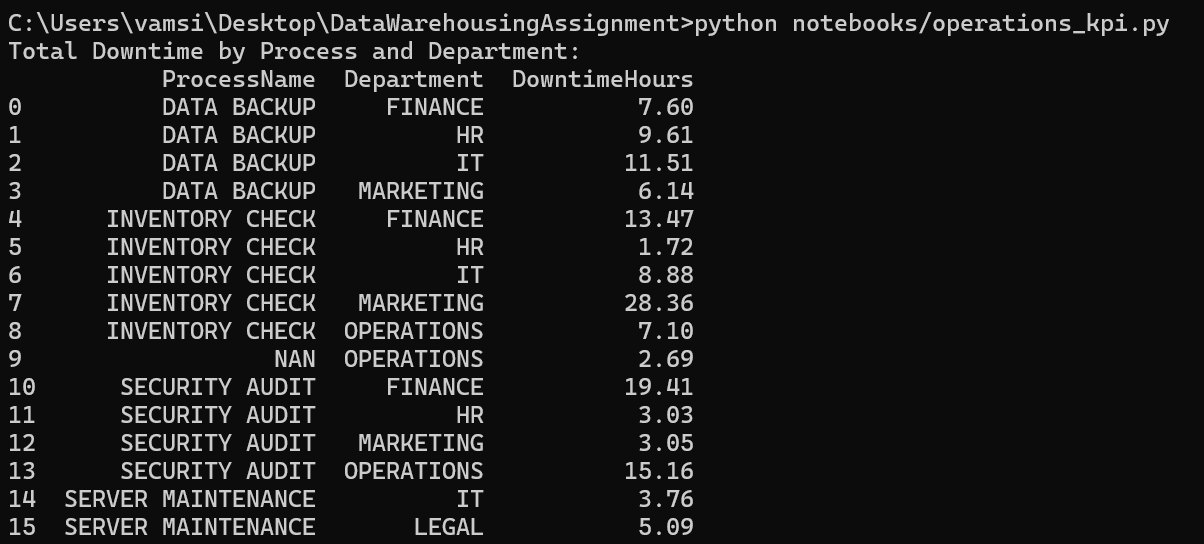 C:\Users\vamsi\Desktop\DataWarehousingAssignment>python notebooks/operations_kpi.py
Total Downtime by Process and Department:
           ProcessName  Department  DowntimeHours
0          DATA BACKUP     FINANCE           7.60
1          DATA BACKUP          HR           9.61
2          DATA BACKUP          IT          11.51
3          DATA BACKUP   MARKETING           6.14
4      INVENTORY CHECK     FINANCE          13.47
5      INVENTORY CHECK          HR           1.72
6      INVENTORY CHECK          IT           8.88
7      INVENTORY CHECK   MARKETING          28.36
8      INVENTORY CHECK  OPERATIONS           7.10
9                  NAN  OPERATIONS           2.69
10      SECURITY AUDIT     FINANCE          19.41
11      SECURITY AUDIT          HR           3.03
12      SECURITY AUDIT   MARKETING           3.05
13      SECURITY AUDIT  OPERATIONS          15.16
14  SERVER MAINTENANCE          IT           3.76
15  SERVER MAINTENANCE       LEGAL           5.09